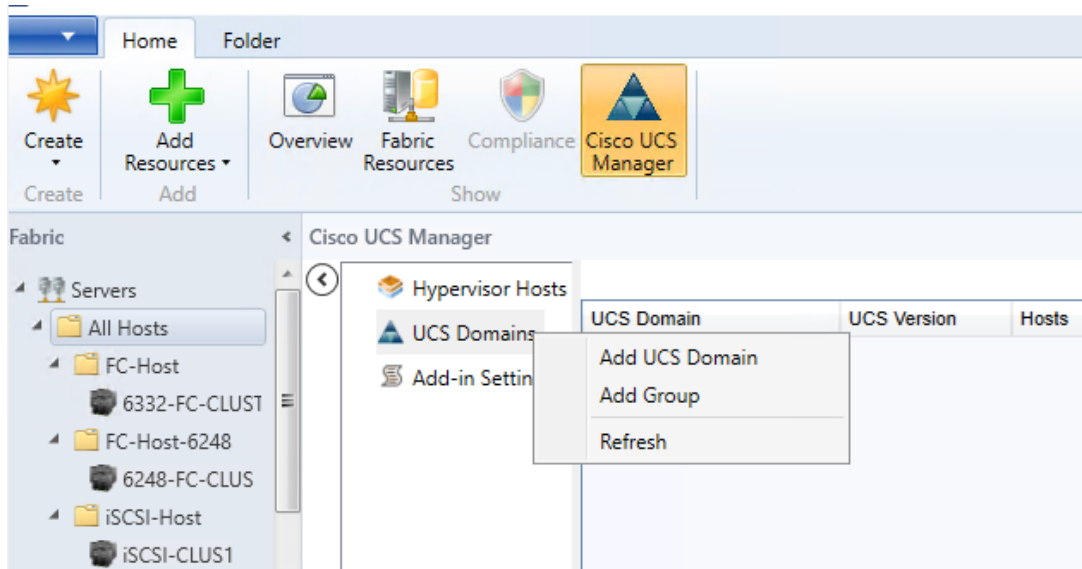 Home Folder
Create Add Resources Overview Fabric Resources Compliance Cisco UCS Manager
Create Add Show
Fabric Cisco UCS Manager
Servers
All Hosts
FC-Host
6332-FC-CLUST
FC-Host-6248
6248-FC-CLUS
iSCSI-Host
iSCSI-CLUS1
Hypervisor Hosts
UCS Domains
Add-in Settin
UCS Domain UCS Version Hosts
Add UCS Domain
Add Group
Refresh